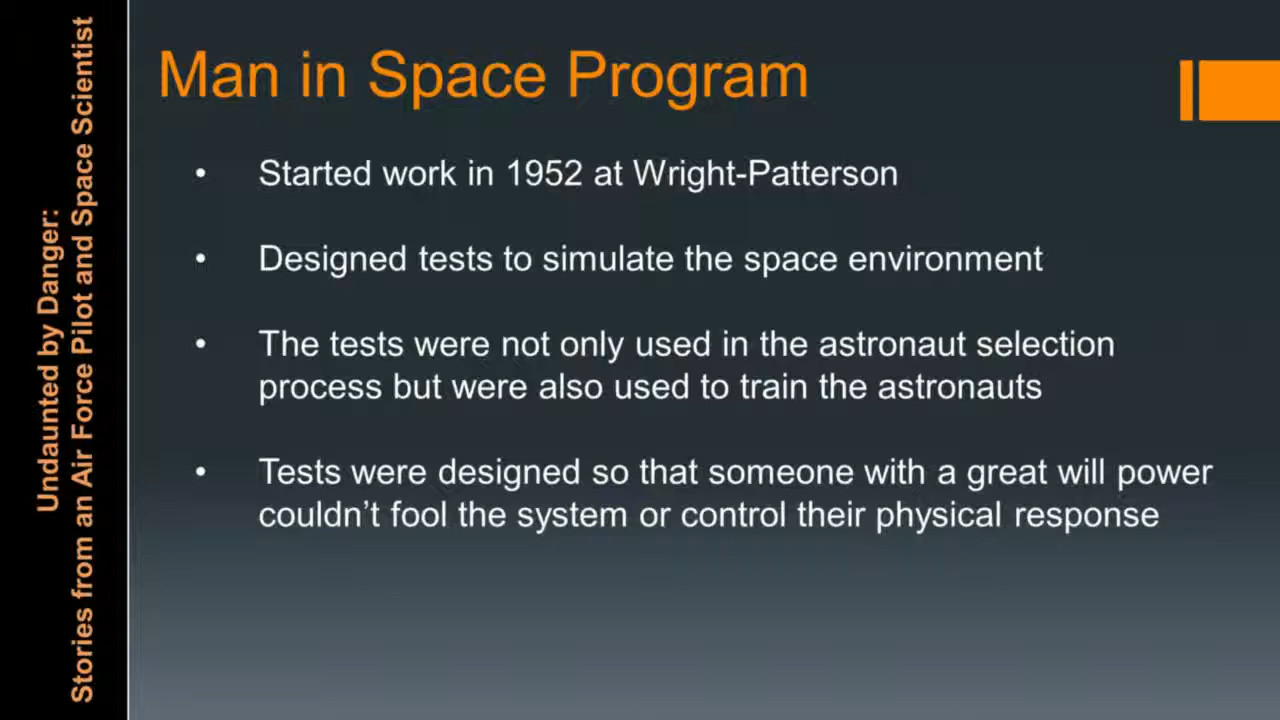 Man in Space Program
• Started work in 1952 at Wright-Patterson
• Designed tests to simulate the space environment
• The tests were not only used in the astronaut selection
process but were also used to train the astronauts
• Tests were designed so that someone with a great will power
couldn't fool the system or control their physical response
Undaunted by Danger:
Stories from an Air Force Pilot and Space Scientist